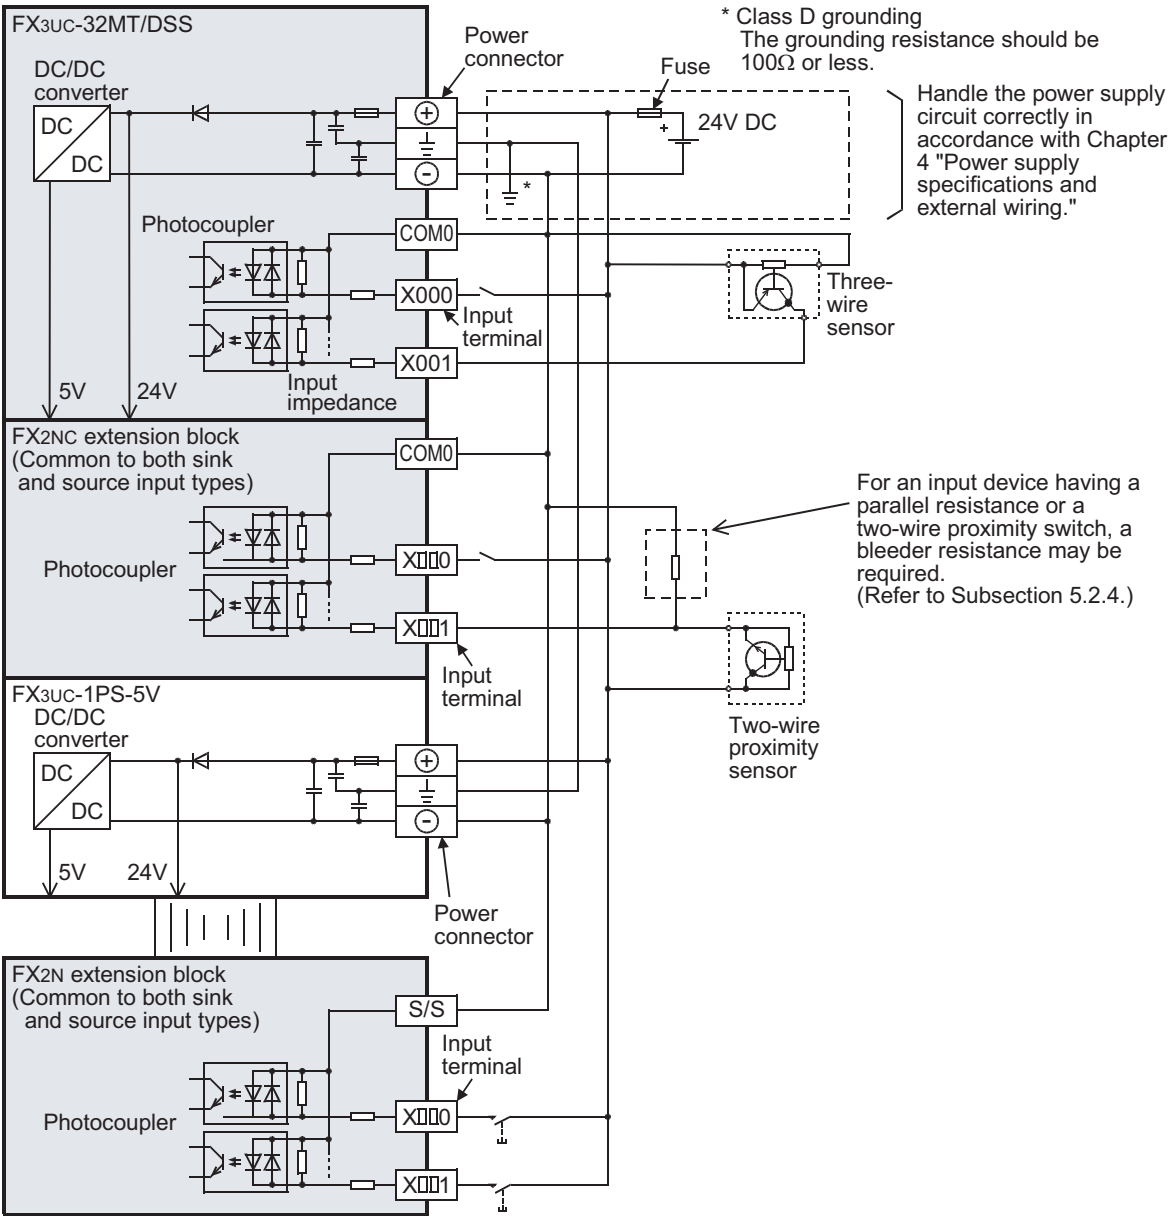 FX3UC-32MT/DSS
DC/DC
converter
DC
DC
5V
24V
Photocoupler
Input
impedance
Power
connector
+
-
COM0
X000
X001
Input
terminal
* Class D grounding
The grounding resistance should be
100Ω or less.
Fuse
+
24V DC
*
Handle the power supply
circuit correctly in
accordance with Chapter
4 "Power supply
specifications and
external wiring."
Three-
wire
sensor
FX2NC extension block
(Common to both sink
and source input types)
Photocoupler
COM0
X□□0
X□□1
Input
terminal
For an input device having a
parallel resistance or a
two-wire proximity switch, a
bleeder resistance may be
required.
(Refer to Subsection 5.2.4.)
Two-wire
proximity
sensor
FX3UC-1PS-5V
DC/DC
converter
DC
DC
5V
24V
+
-
Power
connector
FX2N extension block
(Common to both sink
and source input types)
Photocoupler
S/S
Input
terminal
X□□0
X□□1